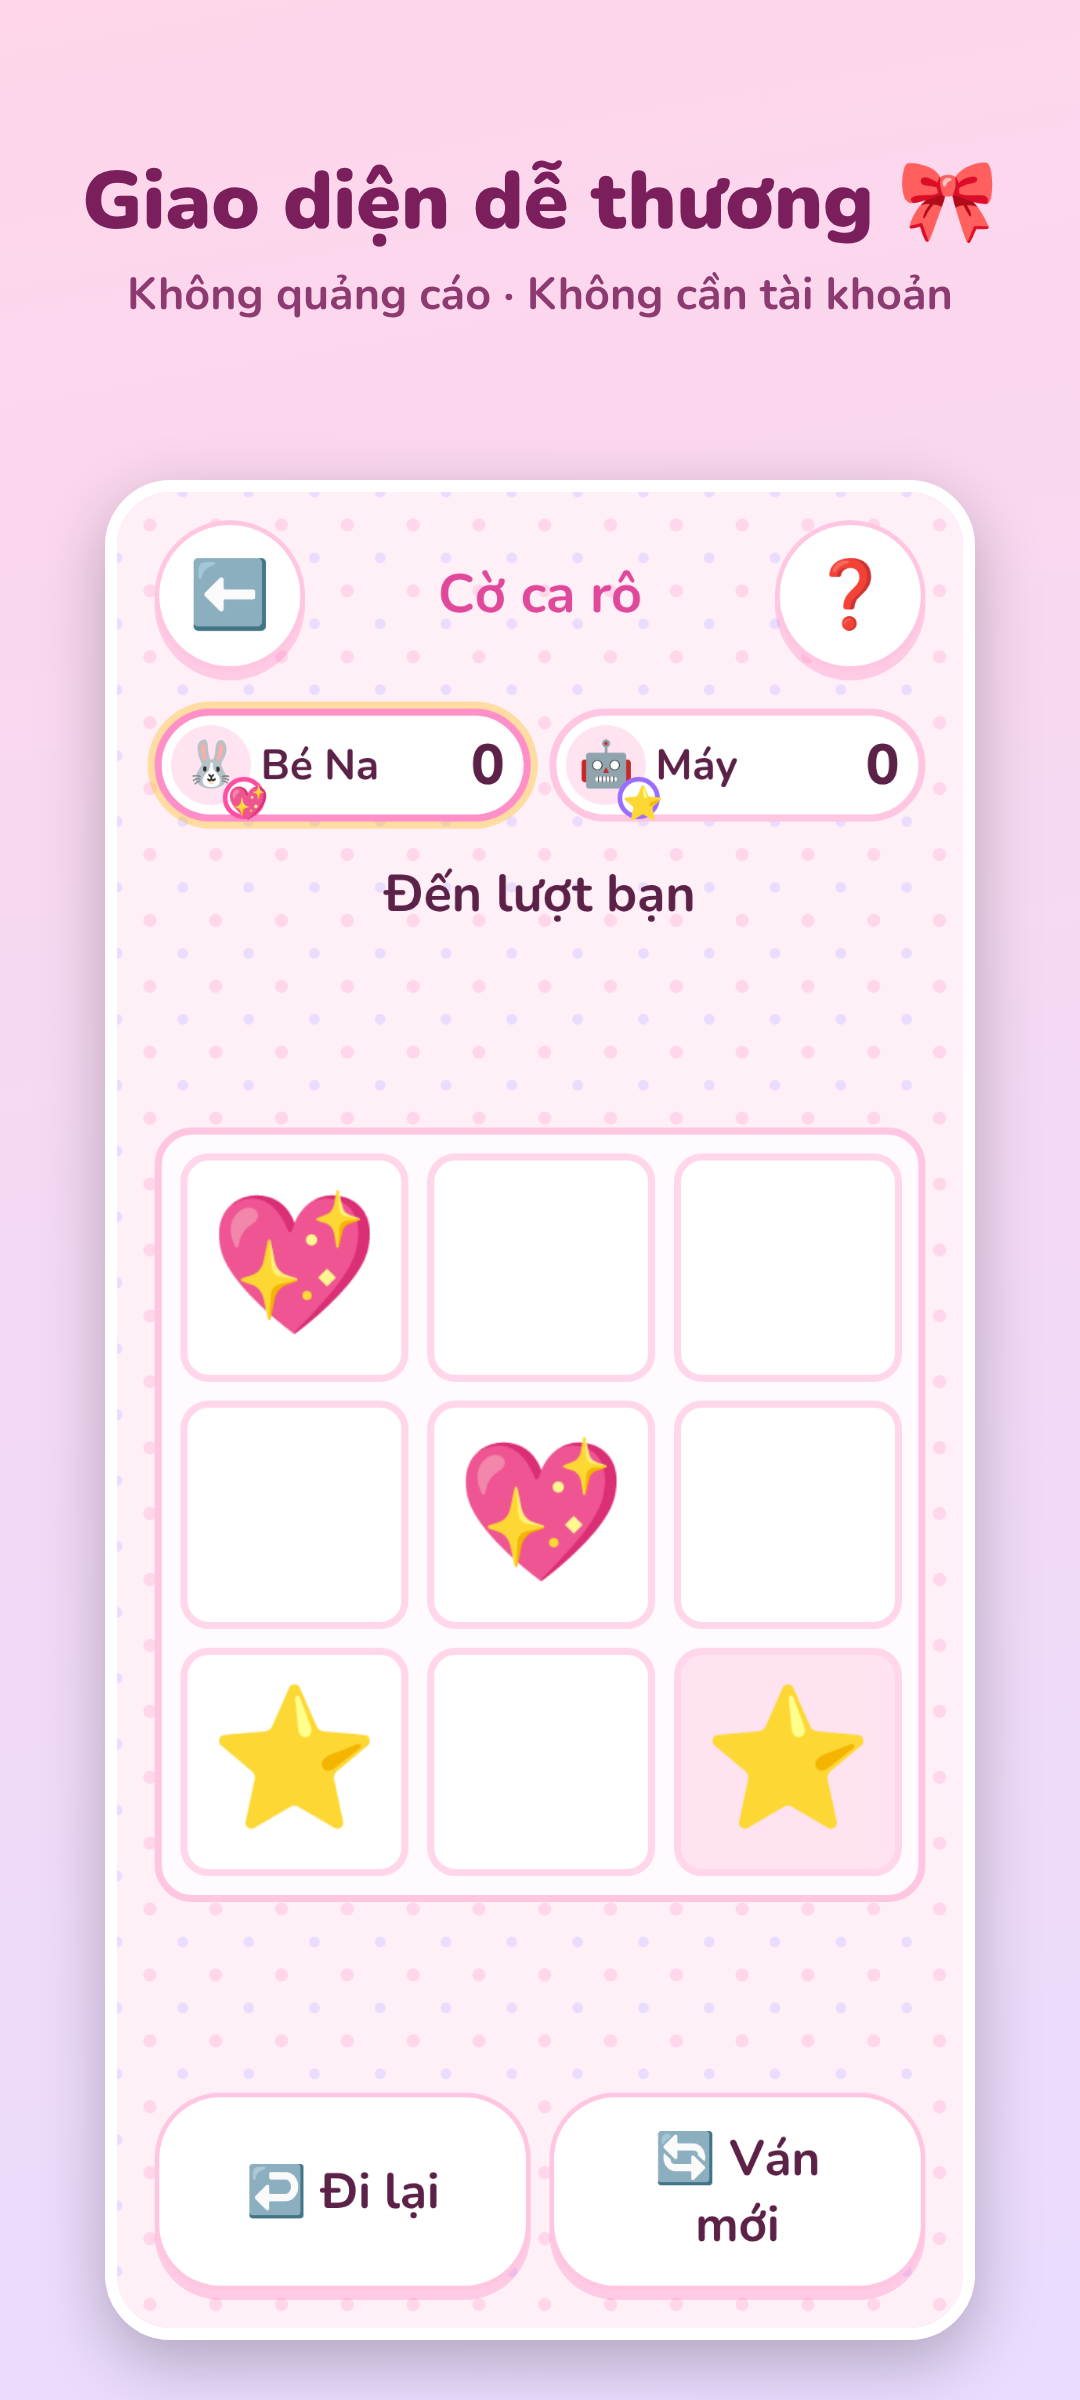 Giao diện dễ thương
Không quảng cáo · Không cần tài khoản
Cờ ca rô
Bé Na 0
Máy 0
Đến lượt bạn
Đi lại
Ván
mới